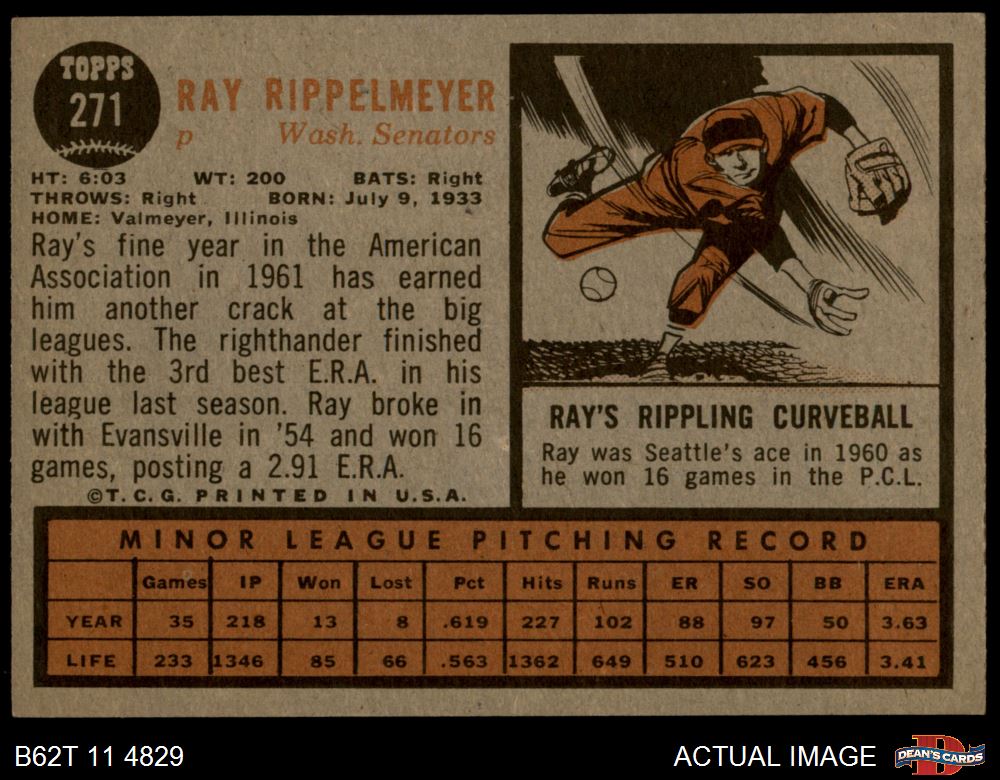 TOPPS
271
RAY RIPPELMEYER
p Wash. Senators
HT: 6:03 WT: 200 BATS: Right
THROWS: Right BORN: July 9, 1933
HOME: Valmeyer, Illinois
Ray's fine year in the American
Association in 1961 has earned
him another crack at the big
leagues. The righthander finished
with the 3rd best E.R.A. in his
league last season. Ray broke in
with Evansville in '54 and won 16
games, posting a 2.91 E.R.A.
©T.C.G. PRINTED IN U.S.A.
RAY'S RIPPLING CURVEBALL
Ray was Seattle's ace in 1960 as
he won 16 games in the P.C.L.
MINOR LEAGUE PITCHING RECORD
Games IP Won Lost Pct Hits Runs ER SO BB ERA
YEAR 35 218 13 8 .619 227 102 88 97 50 3.63
LIFE 233 1346 85 66 .563 1362 649 510 623 456 3.41
B62T 11 4829 ACTUAL IMAGE DEAN'S CARDS